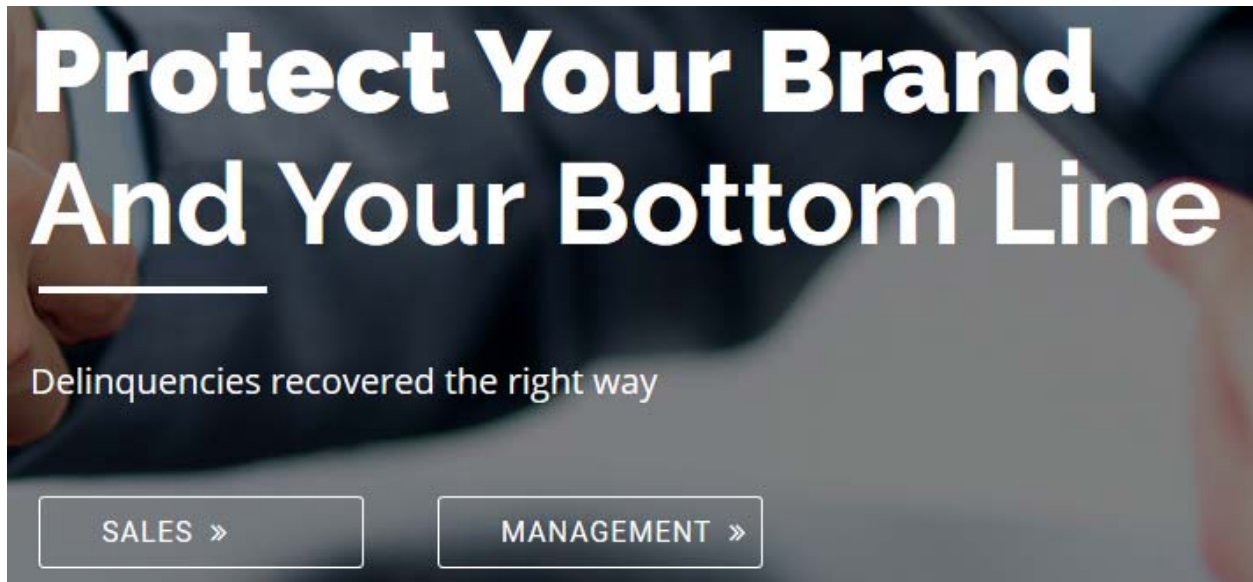 Protect Your Brand
And Your Bottom Line
Delinquencies recovered the right way
SALES »
MANAGEMENT »